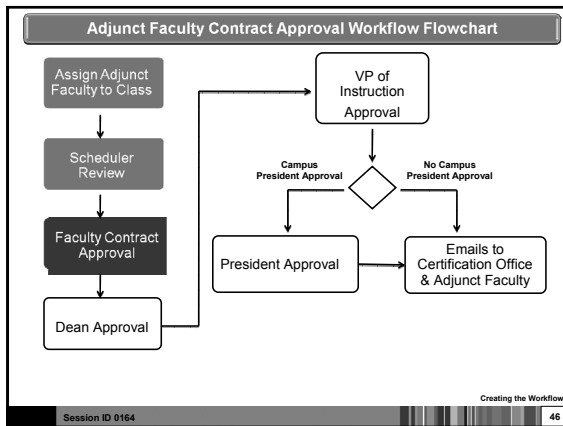 Adjunct Faculty Contract Approval Workflow Flowchart
Assign Adjunct
Faculty to Class
Scheduler
Review
Faculty Contract
Approval
Dean Approval
VP of
Instruction
Approval
Campus
President Approval
No Campus
President Approval
President Approval
Emails to
Certification Office
& Adjunct Faculty
Creating the Workflow
Session ID 0164
46